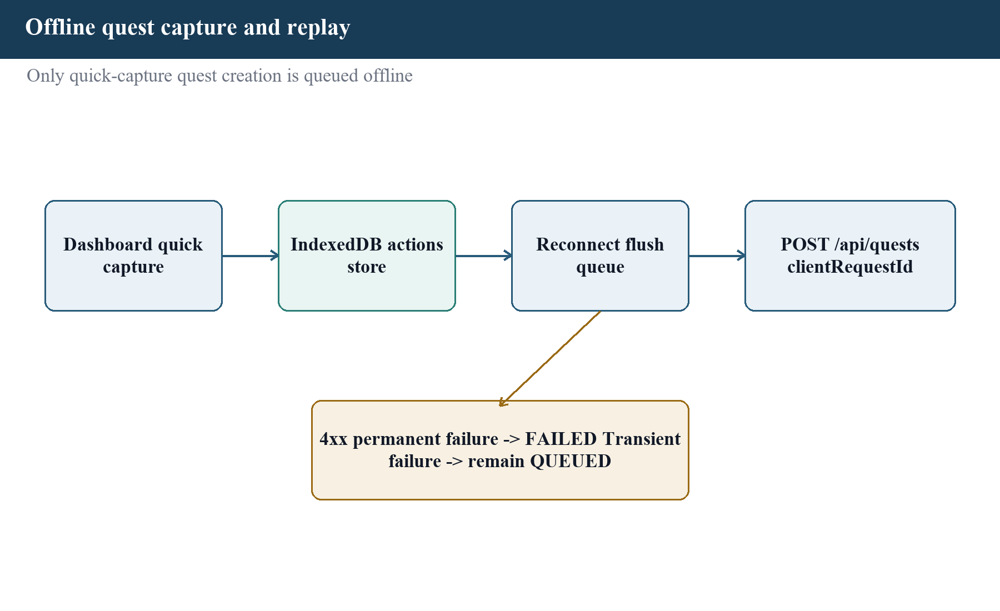 Offline quest capture and replay
Only quick-capture quest creation is queued offline
Dashboard quick
capture
IndexedDB actions
store
Reconnect flush
queue
POST /api/quests
clientRequestId
4xx permanent failure -> FAILED Transient
failure -> remain QUEUED